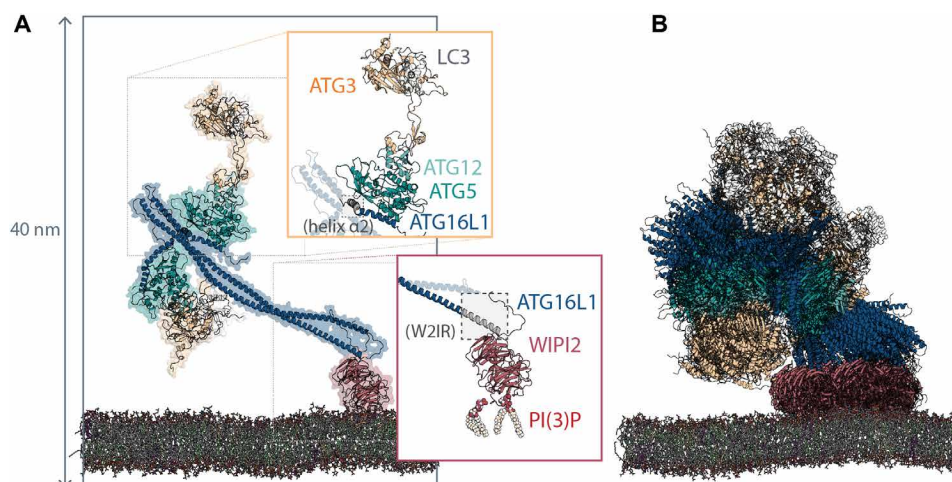 A
B
LC3
ATG3
ATG12
ATG5
ATG16L1
(helix α2)
40 nm
ATG16L1
(W2IR)
WIPI2
PI(3)P